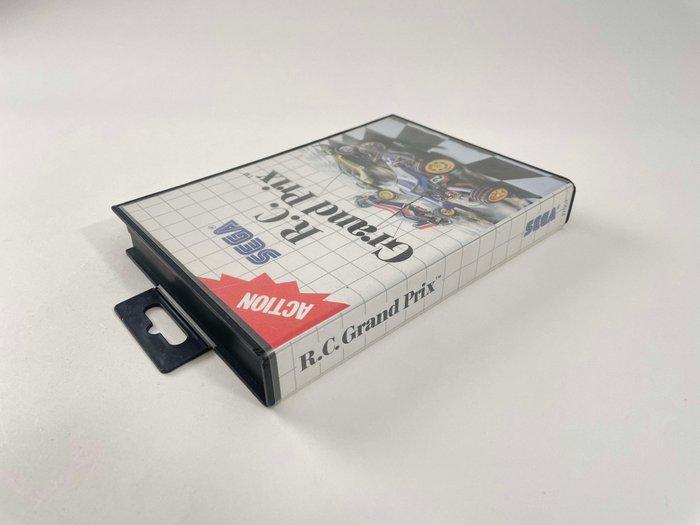 ACTION
SEGA®
R.C.
Grand Prix™
R.C. Grand Prix™
SEGA®